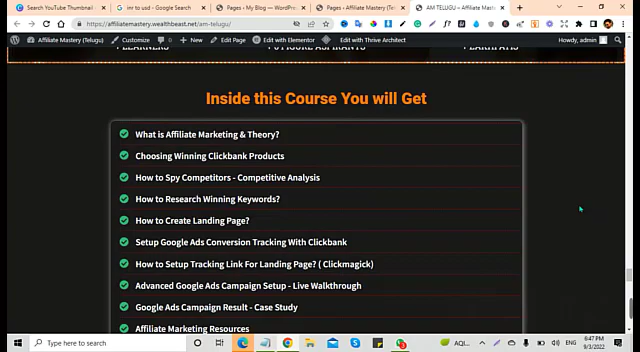 Search YouTube Thumbnail
inr to usd - Google Search
Pages ‹ My Blog — WordPr
Pages ‹ Affiliate Mastery (Te
AM TELUGU – Affiliate Maste
https://affiliatemastery.wealthbeast.net/am-telugu/
Affiliate Mastery (Telugu)
Customize
0
New
Edit Page
Edit with Elementor
Edit with Thrive Architect
Howdy, admin
Inside this Course You will Get
What is Affiliate Marketing & Theory?
Choosing Winning Clickbank Products
How to Spy Competitors - Competitive Analysis
How to Research Winning Keywords?
How to Create Landing Page?
Setup Google Ads Conversion Tracking With Clickbank
How to Setup Tracking Link For Landing Page? ( Clickmagick)
Advanced Google Ads Campaign Setup - Live Walkthrough
Google Ads Campaign Result - Case Study
Affiliate Marketing Resources
Type here to search
AQI...
ENG
6:47 PM
9/3/2022